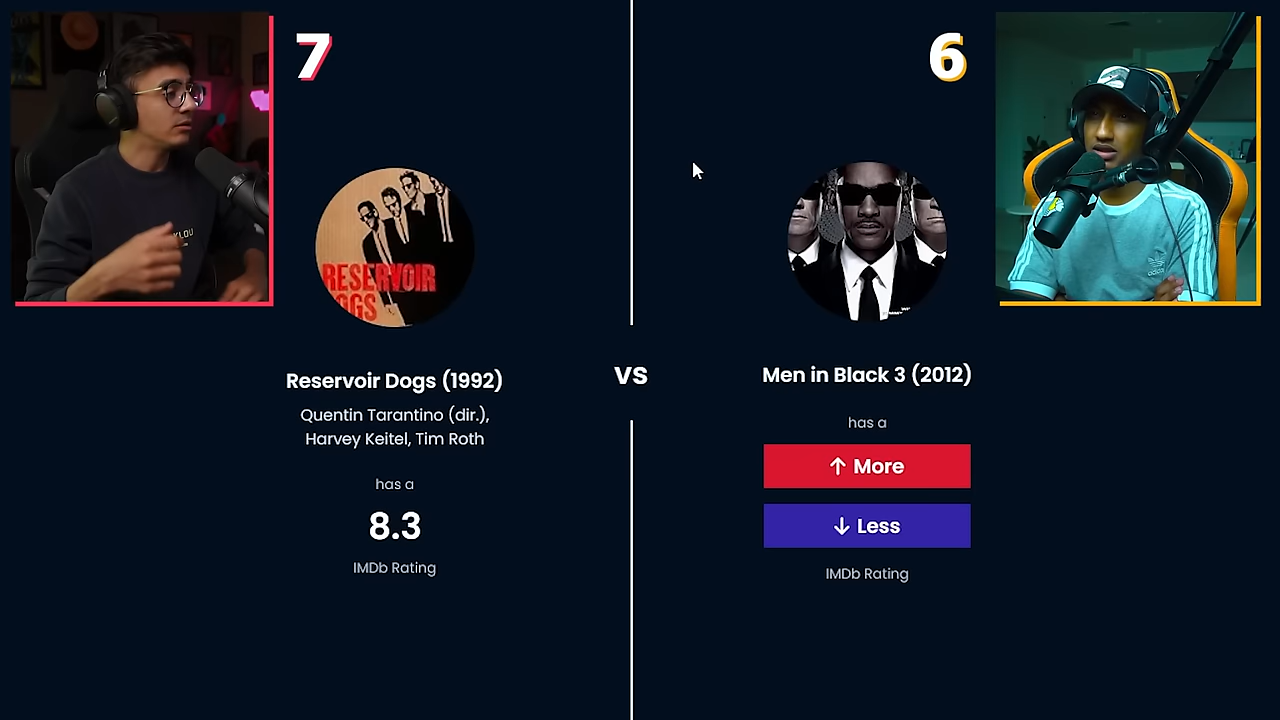 7
6
RESERVOIR
Reservoir Dogs (1992)
Quentin Tarantino (dir.),
Harvey Keitel, Tim Roth
has a
8.3
IMDb Rating
VS
Men in Black 3 (2012)
has a
↑ More
↓ Less
IMDb Rating
adidas